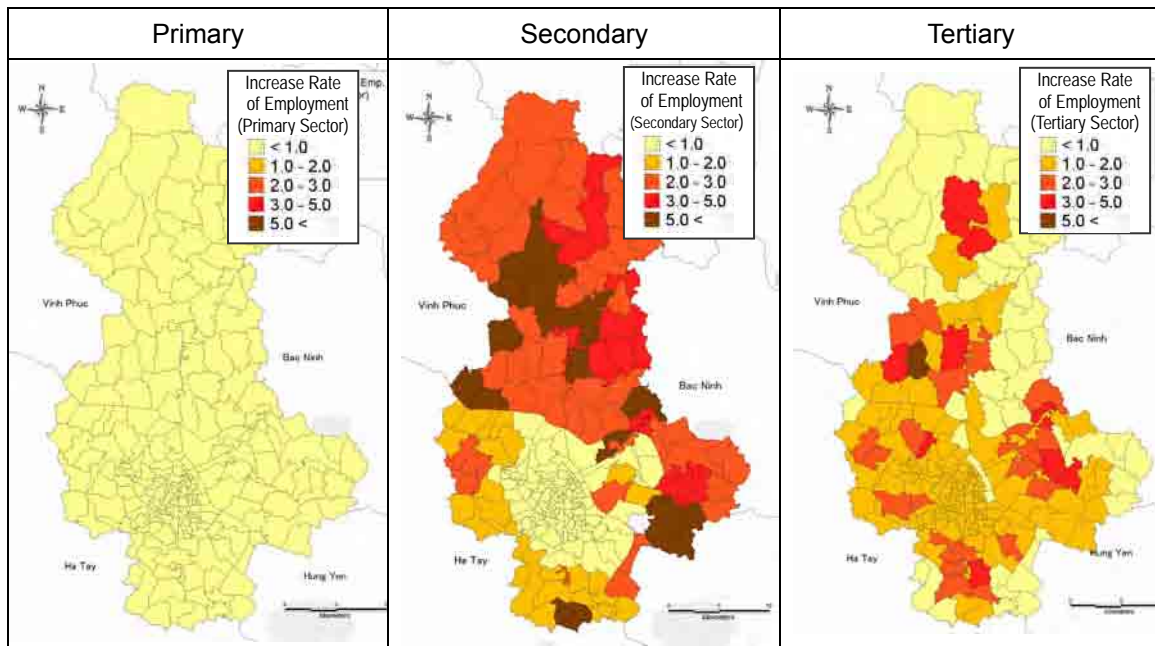 Primary
Secondary
Tertiary
Increase Rate
of Employment
(Primary Sector)
< 1.0
1.0 - 2.0
2.0 - 3.0
3.0 - 5.0
5.0 <
Emp.
N
W E
S
Vinh Phuc
Bac Ninh
Ha Tay
Hung Yen
Increase Rate
of Employment
(Secondary Sector)
< 1.0
1.0 - 2.0
2.0 - 3.0
3.0 - 5.0
5.0 <
N
W E
S
Vinh Phuc
Bac Ninh
Ha Tay
Hung Yen
Increase Rate
of Employment
(Tertiary Sector)
< 1.0
1.0 - 2.0
2.0 - 3.0
3.0 - 5.0
5.0 <
N
W E
S
Vinh Phuc
Bac Ninh
Ha Tay
Hung Yen